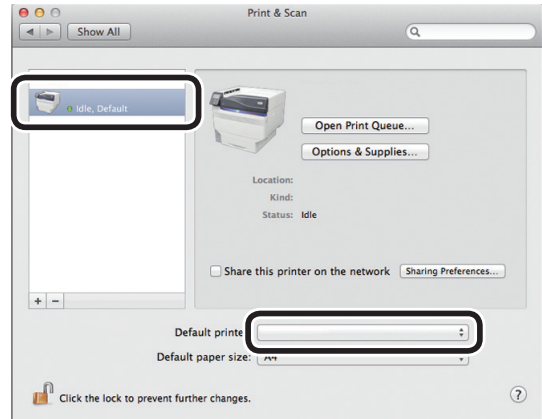 Print & Scan
Show All
Idle, Default
Open Print Queue...
Options & Supplies...
Location:
Kind:
Status: Idle
Share this printer on the network
Sharing Preferences...
+ −
Default printer:
Default paper size: A4
Click the lock to prevent further changes.
?